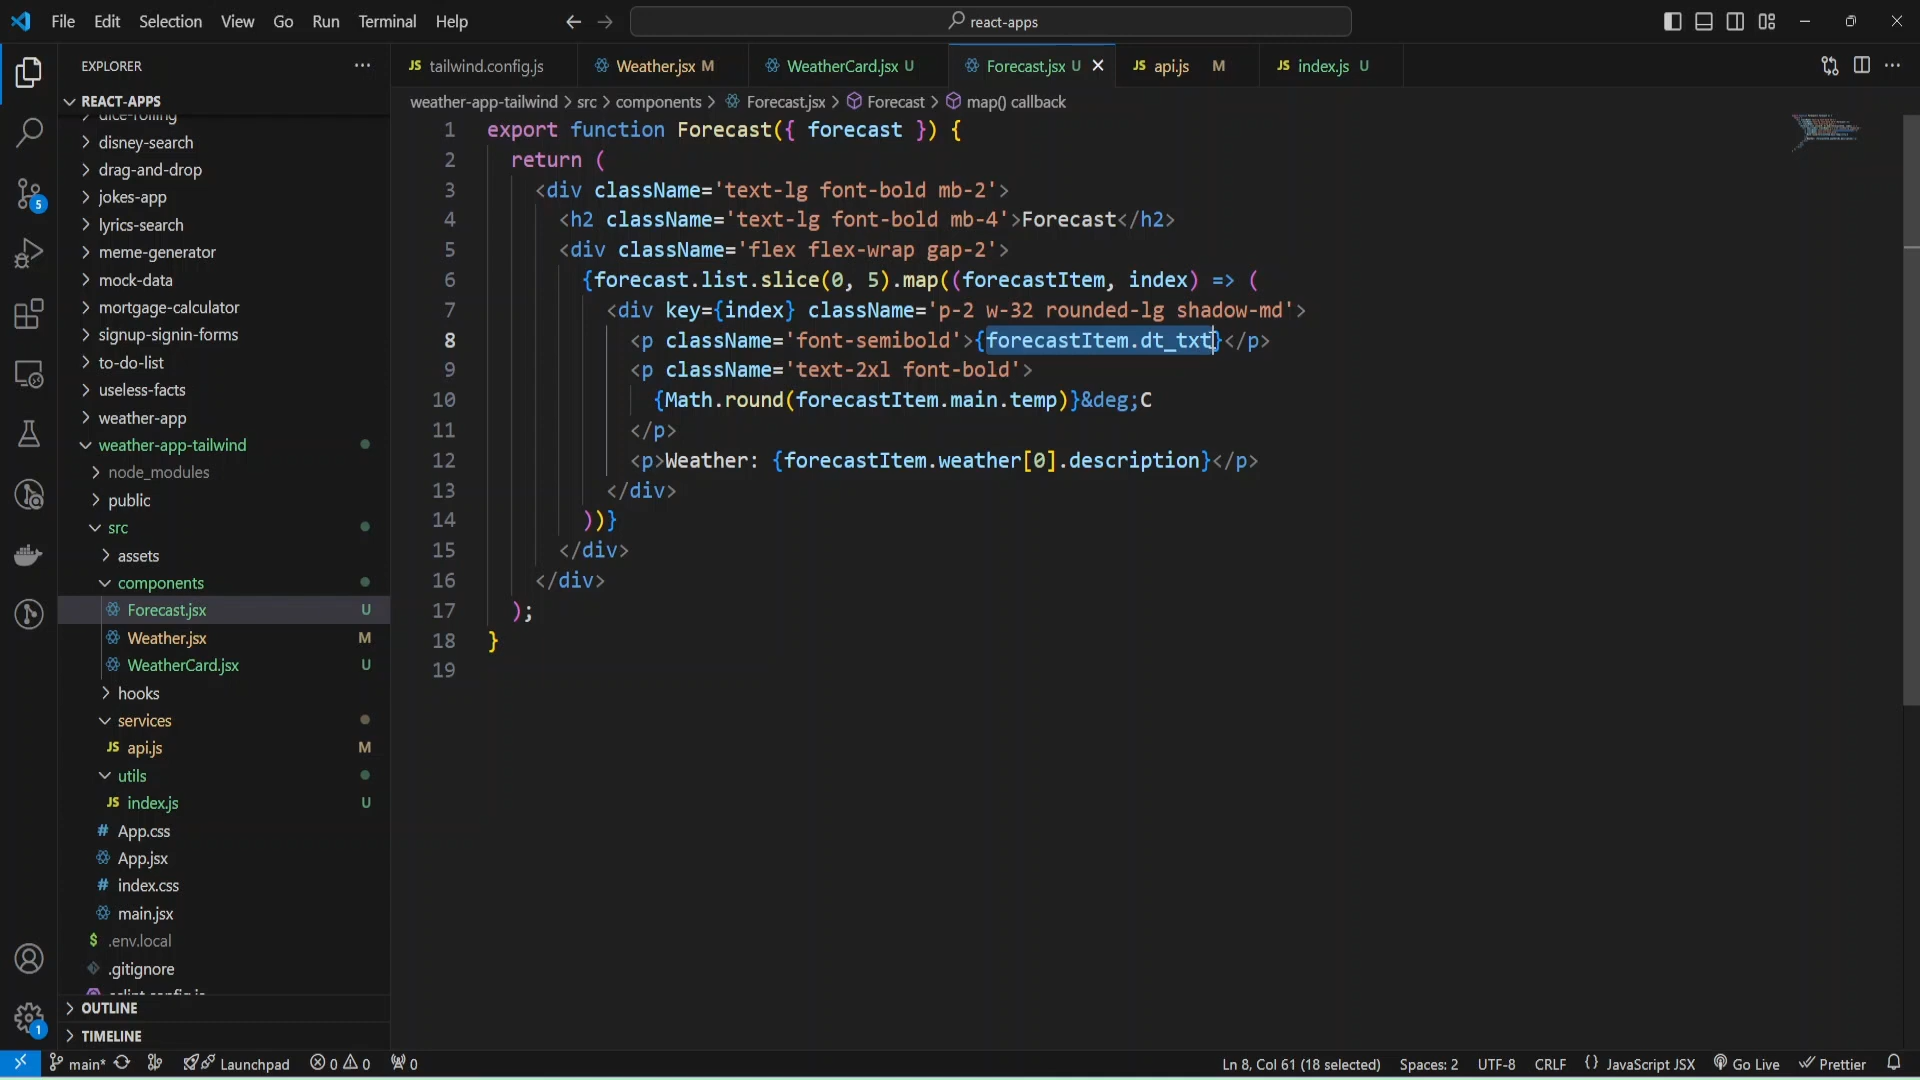 File Edit Selection View Go Run Terminal Help
react-apps
EXPLORER
REACT-APPS
dice-rolling
disney-search
drag-and-drop
jokes-app
lyrics-search
meme-generator
mock-data
mortgage-calculator
signup-signin-forms
to-do-list
useless-facts
weather-app
weather-app-tailwind
node_modules
public
src
assets
components
Forecast.jsx U
Weather.jsx M
WeatherCard.jsx U
hooks
services
JS api.js M
utils
JS index.js U
# App.css
App.jsx
# index.css
main.jsx
$ .env.local
.gitignore
OUTLINE
TIMELINE
5
1
JS tailwind.config.js
Weather.jsx M
WeatherCard.jsx U
Forecast.jsx U
JS api.js M
JS index.js U
weather-app-tailwind > src > components > Forecast.jsx > Forecast > map() callback
1 export function Forecast({ forecast }) {
2 return (
3 <div className='text-lg font-bold mb-2'>
4 <h2 className='text-lg font-bold mb-4'>Forecast</h2>
5 <div className='flex flex-wrap gap-2'>
6 {forecast.list.slice(0, 5).map((forecastItem, index) => (
7 <div key={index} className='p-2 w-32 rounded-lg shadow-md'>
8 <p className='font-semibold'>{forecastItem.dt_txt}</p>
9 <p className='text-2xl font-bold'>
10 {Math.round(forecastItem.main.temp)}&deg;C
11 </p>
12 <p>Weather: {forecastItem.weather[0].description}</p>
13 </div>
14 ))}
15 </div>
16 </div>
17 );
18 }
19
main* Launchpad 0 0 0 Ln 8, Col 61 (18 selected) Spaces: 2 UTF-8 CRLF {} JavaScript JSX Go Live Prettier